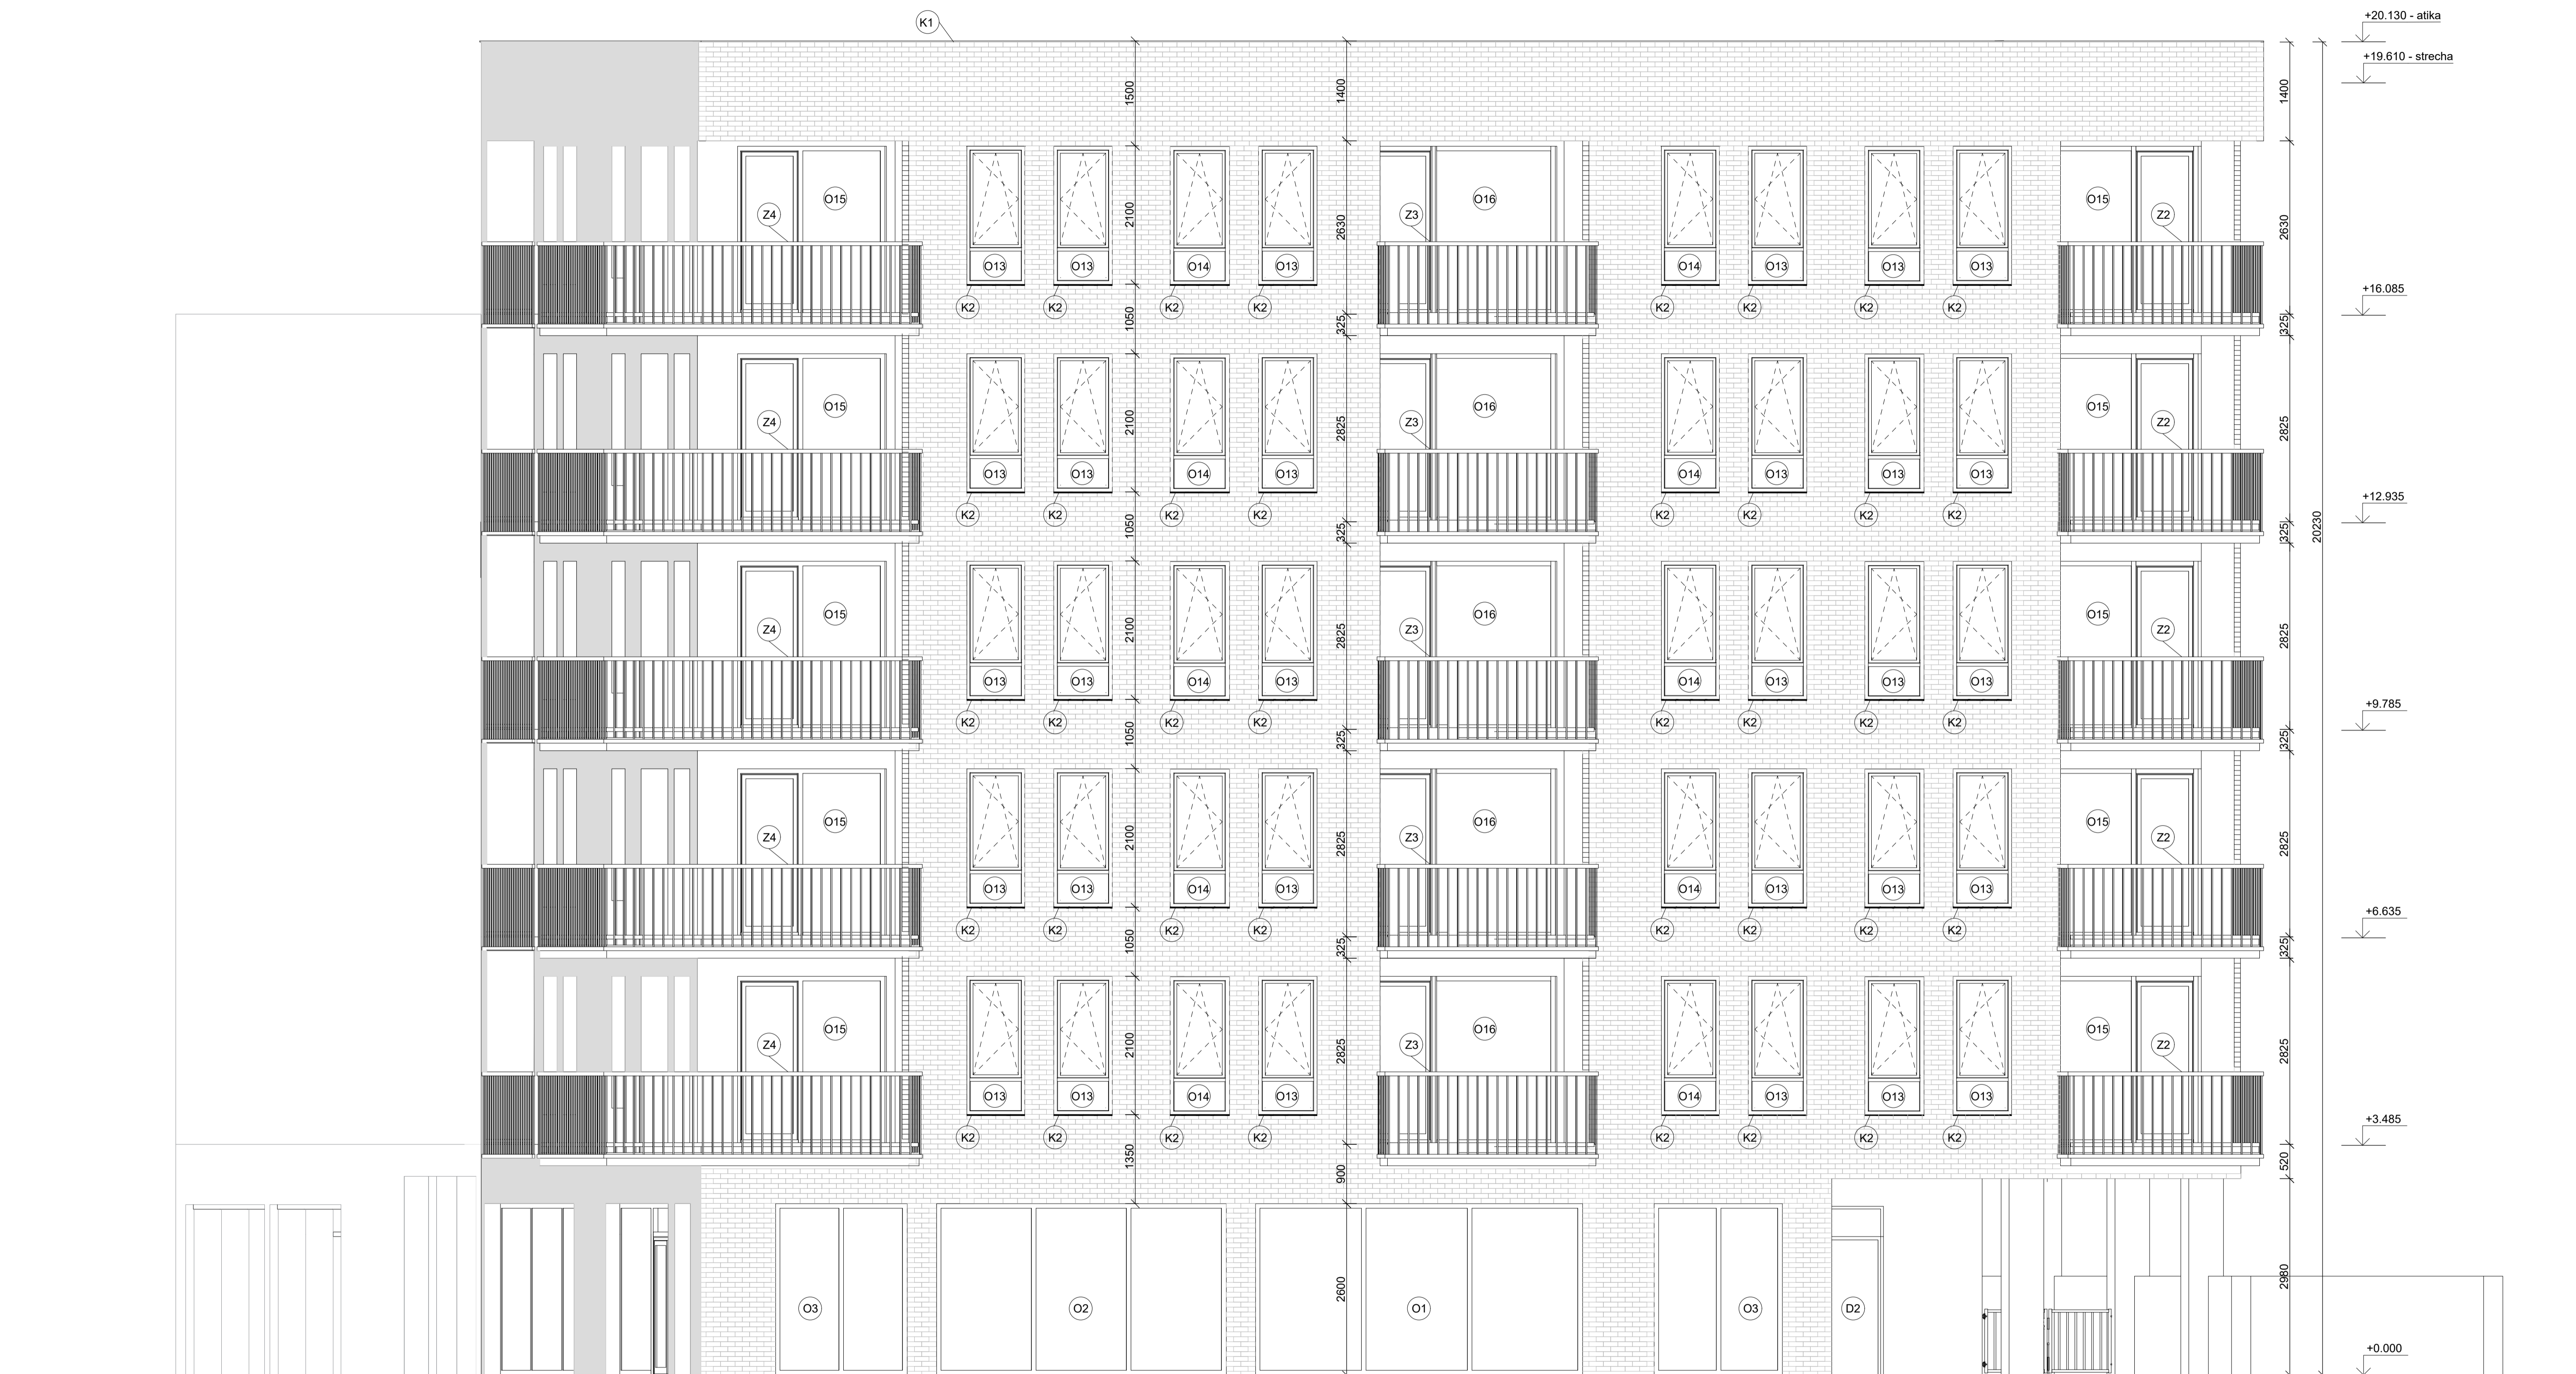 K1
+20.130 - atika
+19.610 - strecha
1500
1400
1400
O15
O16
O15
Z4
2100
Z3
Z2
2630
2630
O13
O13
O14
O13
O14
O13
O13
O13
+16.085
K2
K2
K2
K2
K2
K2
K2
K2
1050
325
325
O15
O16
O15
Z4
2100
2825
Z3
Z2
2825
O13
O13
O14
O13
O14
O13
O13
O13
+12.935
K2
K2
K2
K2
K2
K2
K2
K2
1050
325
325
20230
O15
O16
O15
Z4
2100
2825
Z3
Z2
2825
O13
O13
O14
O13
O14
O13
O13
O13
+9.785
K2
K2
K2
K2
K2
K2
K2
K2
1050
325
325
O15
O16
O15
Z4
2100
2825
Z3
Z2
2825
O13
O13
O14
O13
O14
O13
O13
O13
+6.635
K2
K2
K2
K2
K2
K2
K2
K2
1050
325
325
O15
O16
O15
Z4
2100
2825
Z3
Z2
2825
O13
O13
O14
O13
O14
O13
O13
O13
+3.485
K2
K2
K2
K2
K2
K2
K2
K2
1350
900
520
2600
2980
O3
O2
O1
O3
D2
+0.000